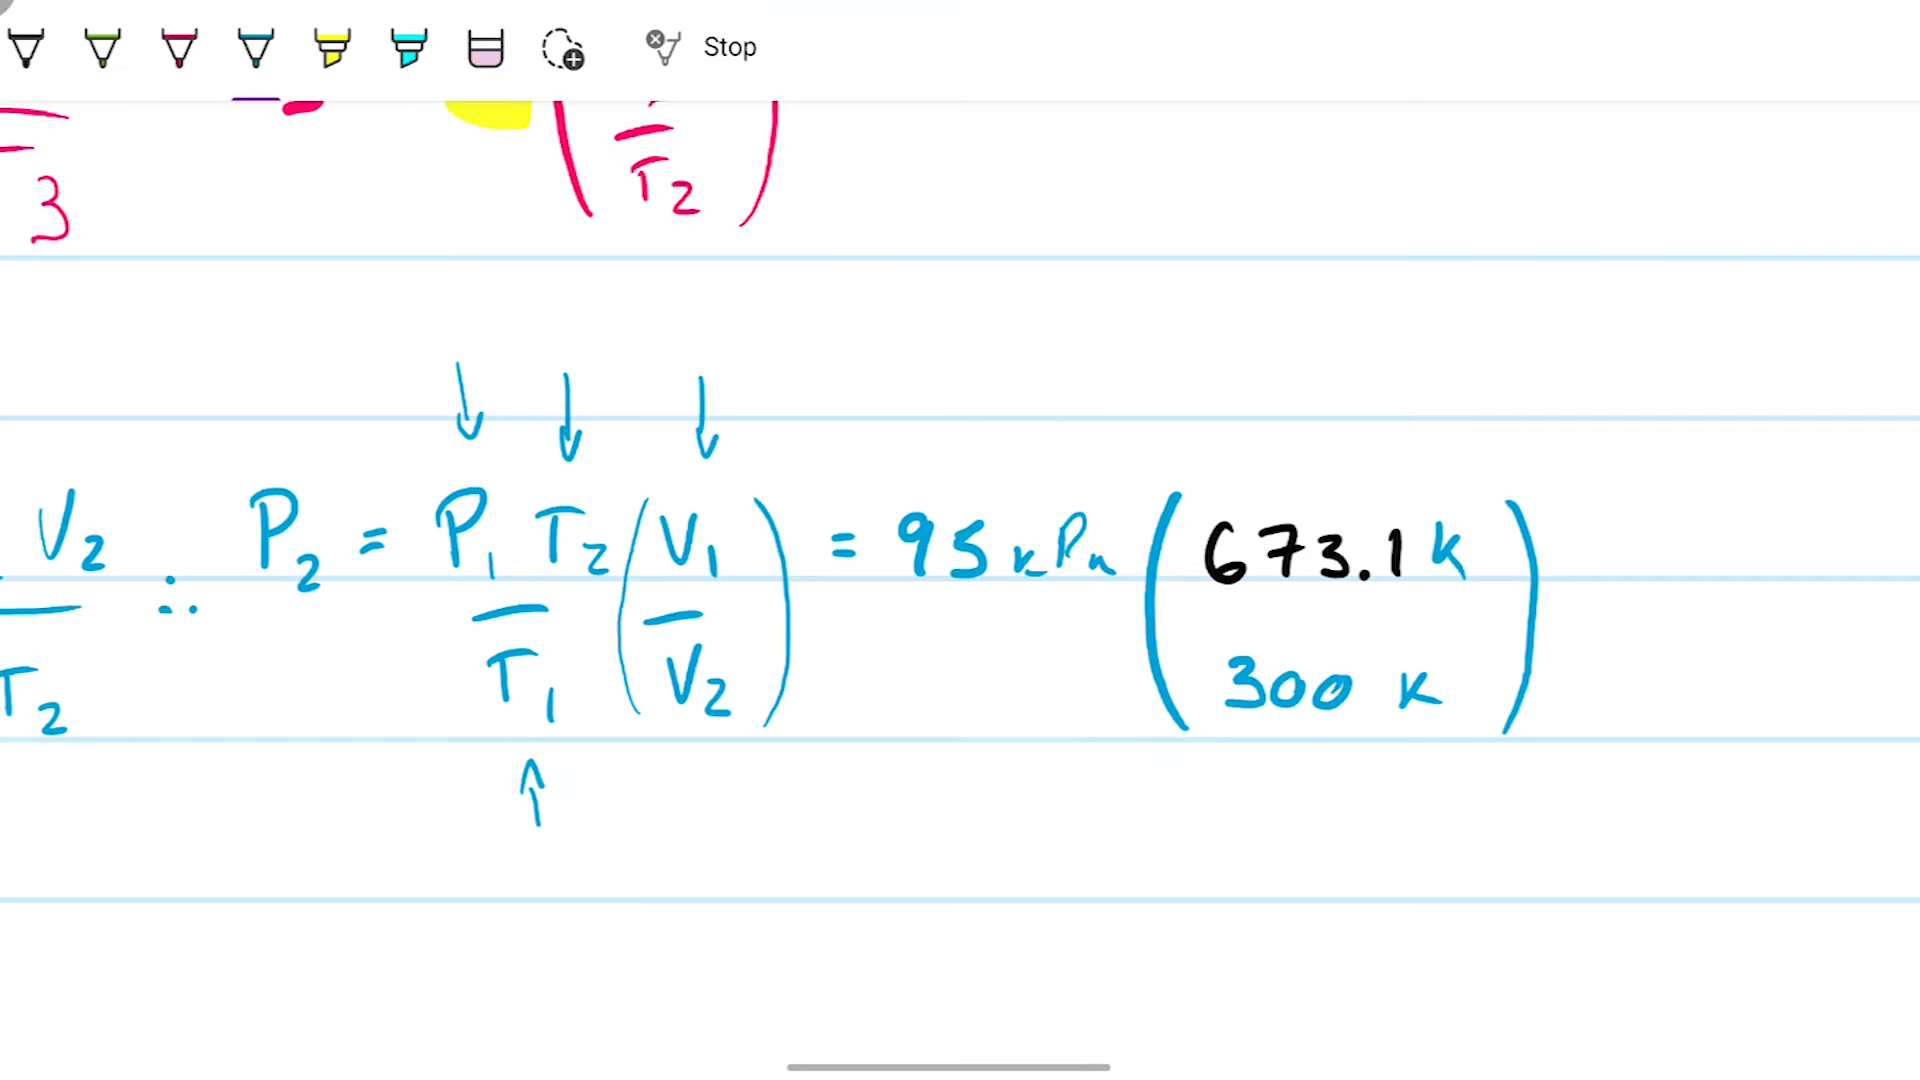 Stop
T2
3
V2 ∴ P2 = P1 T2 (V1 = 95 kPa (673.1 K
T2 T1 V2) 300 K)